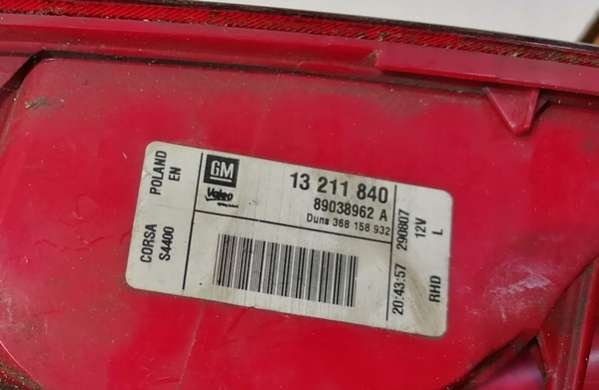 POLAND
EN
CORSA
S4400
GM
Valeo
13 211 840
89038962 A
Duns 368 158 932
20:43:57 290807
12V
RHD L